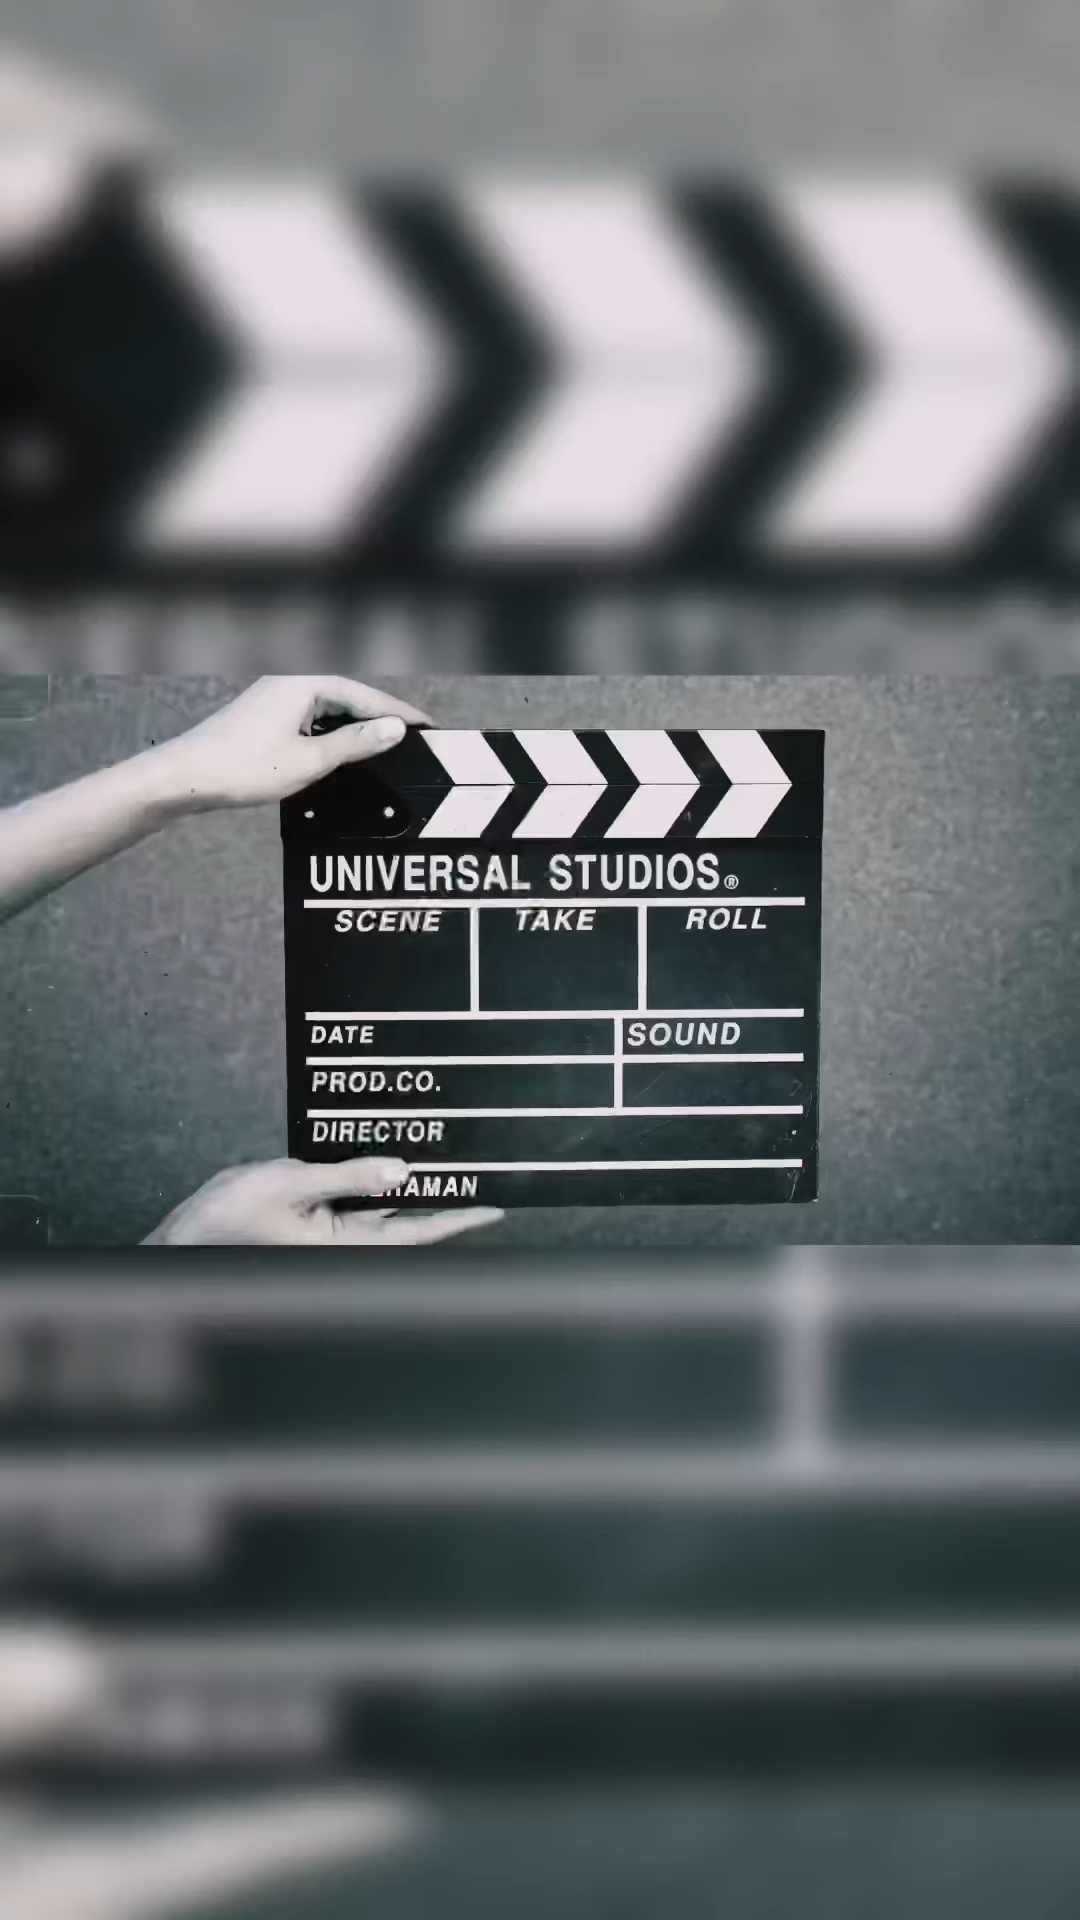 UNIVERSAL STUDIOS®
SCENE TAKE ROLL
DATE SOUND
PROD.CO.
DIRECTOR